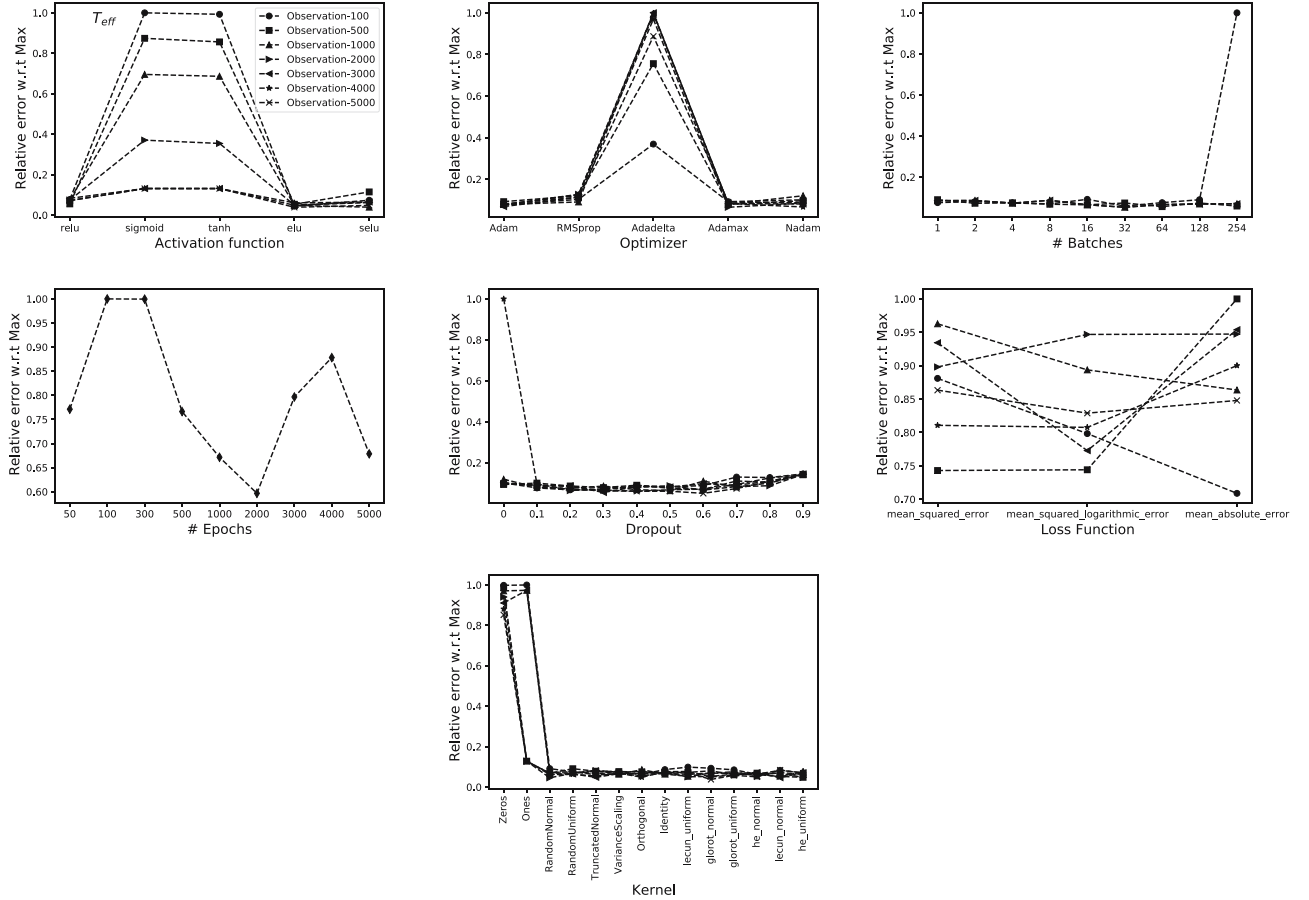 T_eff
Observation-100
Observation-500
Observation-1000
Observation-2000
Observation-3000
Observation-4000
Observation-5000
Relative error w.r.t Max
1.0
0.8
0.6
0.4
0.2
0.0
relu sigmoid tanh elu selu
Activation function
Relative error w.r.t Max
1.0
0.8
0.6
0.4
0.2
Adam RMSprop Adadelta Adamax Nadam
Optimizer
Relative error w.r.t Max
1.0
0.8
0.6
0.4
0.2
1 2 4 8 16 32 64 128 254
# Batches
Relative error w.r.t Max
1.00
0.95
0.90
0.85
0.80
0.75
0.70
0.65
0.60
50 100 300 500 1000 2000 3000 4000 5000
# Epochs
Relative error w.r.t Max
1.0
0.8
0.6
0.4
0.2
0 0.1 0.2 0.3 0.4 0.5 0.6 0.7 0.8 0.9
Dropout
Relative error w.r.t Max
1.00
0.95
0.90
0.85
0.80
0.75
0.70
mean_squared_error mean_squared_logarithmic_error mean_absolute_error
Loss Function
Relative error w.r.t Max
1.0
0.8
0.6
0.4
0.2
0.0
Zeros
Ones
RandomNormal
RandomUniform
TruncatedNormal
VarianceScaling
Orthogonal
Identity
lecun_uniform
glorot_normal
glorot_uniform
he_normal
lecun_normal
he_uniform
Kernel